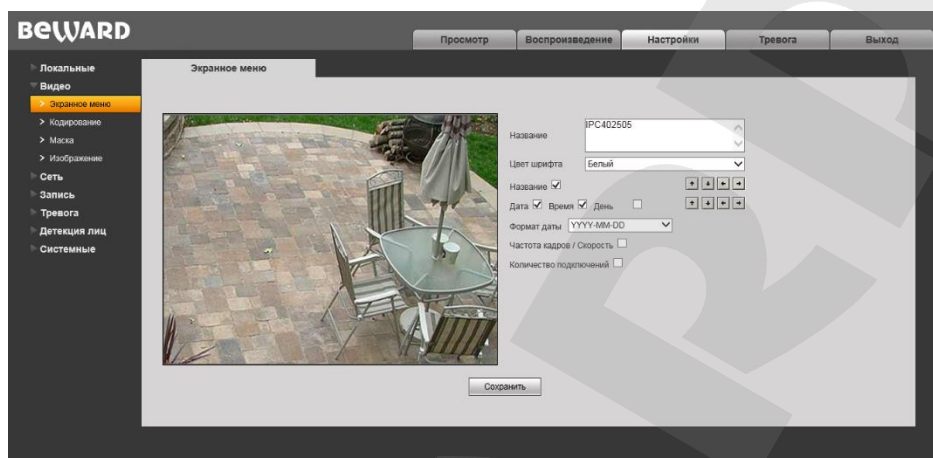 BEWARD
Просмотр Воспроизведение Настройки Тревога Выход
Локальные
Видео
> Экранное меню
> Кодирование
> Маска
> Изображение
Сеть
Запись
Тревога
Детекция лиц
Системные
Экранное меню
Название IPC402505
Цвет шрифта Белый
Название
Дата Время День
Формат даты YYYY-MM-DD
Частота кадров / Скорость
Количество подключений
Сохранить